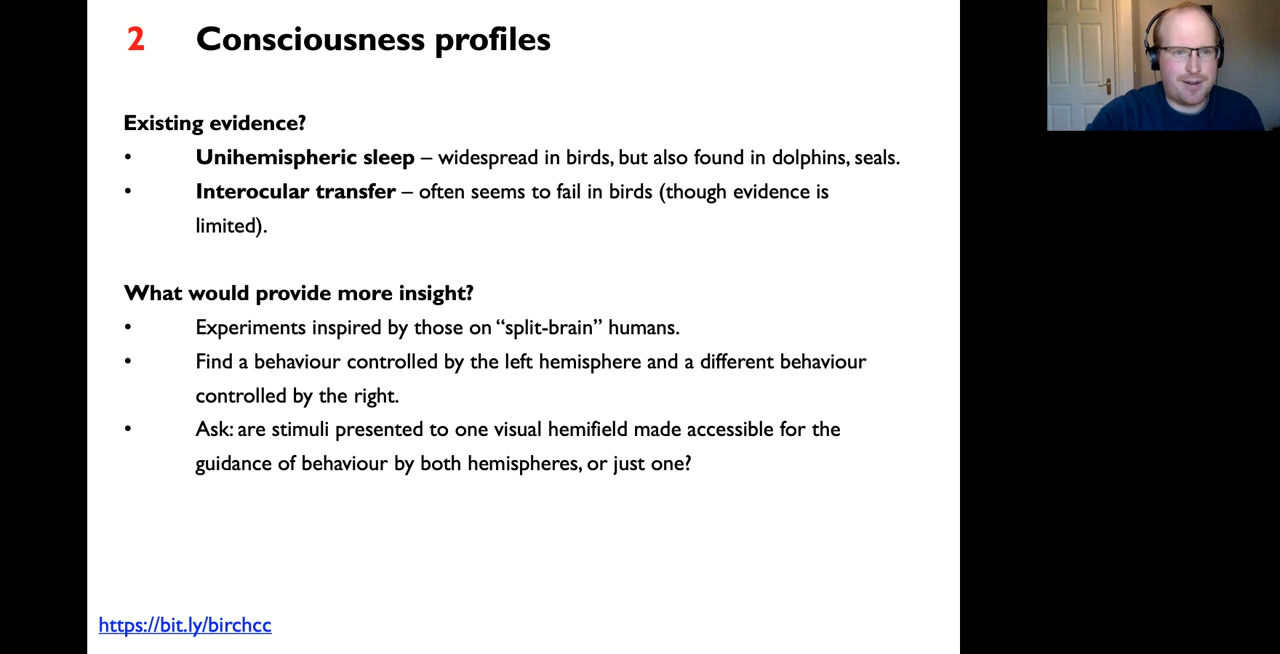 2 Consciousness profiles
Existing evidence?
• Unihemispheric sleep – widespread in birds, but also found in dolphins, seals.
• Interocular transfer – often seems to fail in birds (though evidence is
limited).
What would provide more insight?
• Experiments inspired by those on “split-brain” humans.
• Find a behaviour controlled by the left hemisphere and a different behaviour
controlled by the right.
• Ask: are stimuli presented to one visual hemifield made accessible for the
guidance of behaviour by both hemispheres, or just one?
https://bit.ly/birchcc